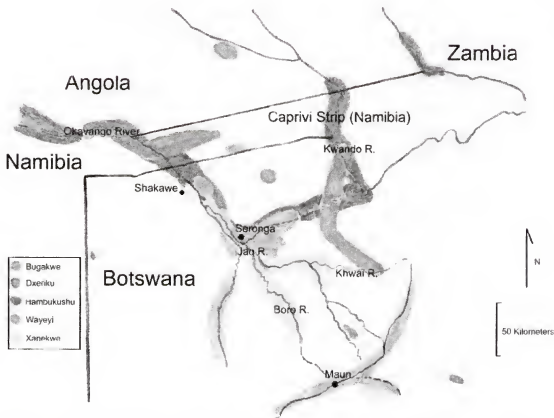 Zambia
Angola
Caprivi Strip (Namibia)
Okavango River
Kwando R.
Namibia
Shakawe
Seronga
Jao R.
Bugakwe
Dxeriku
Hambukushu
Wayeyi
Xanekwe
Botswana
Khwai R.
N
Boro R.
50 Kilometers
Maun